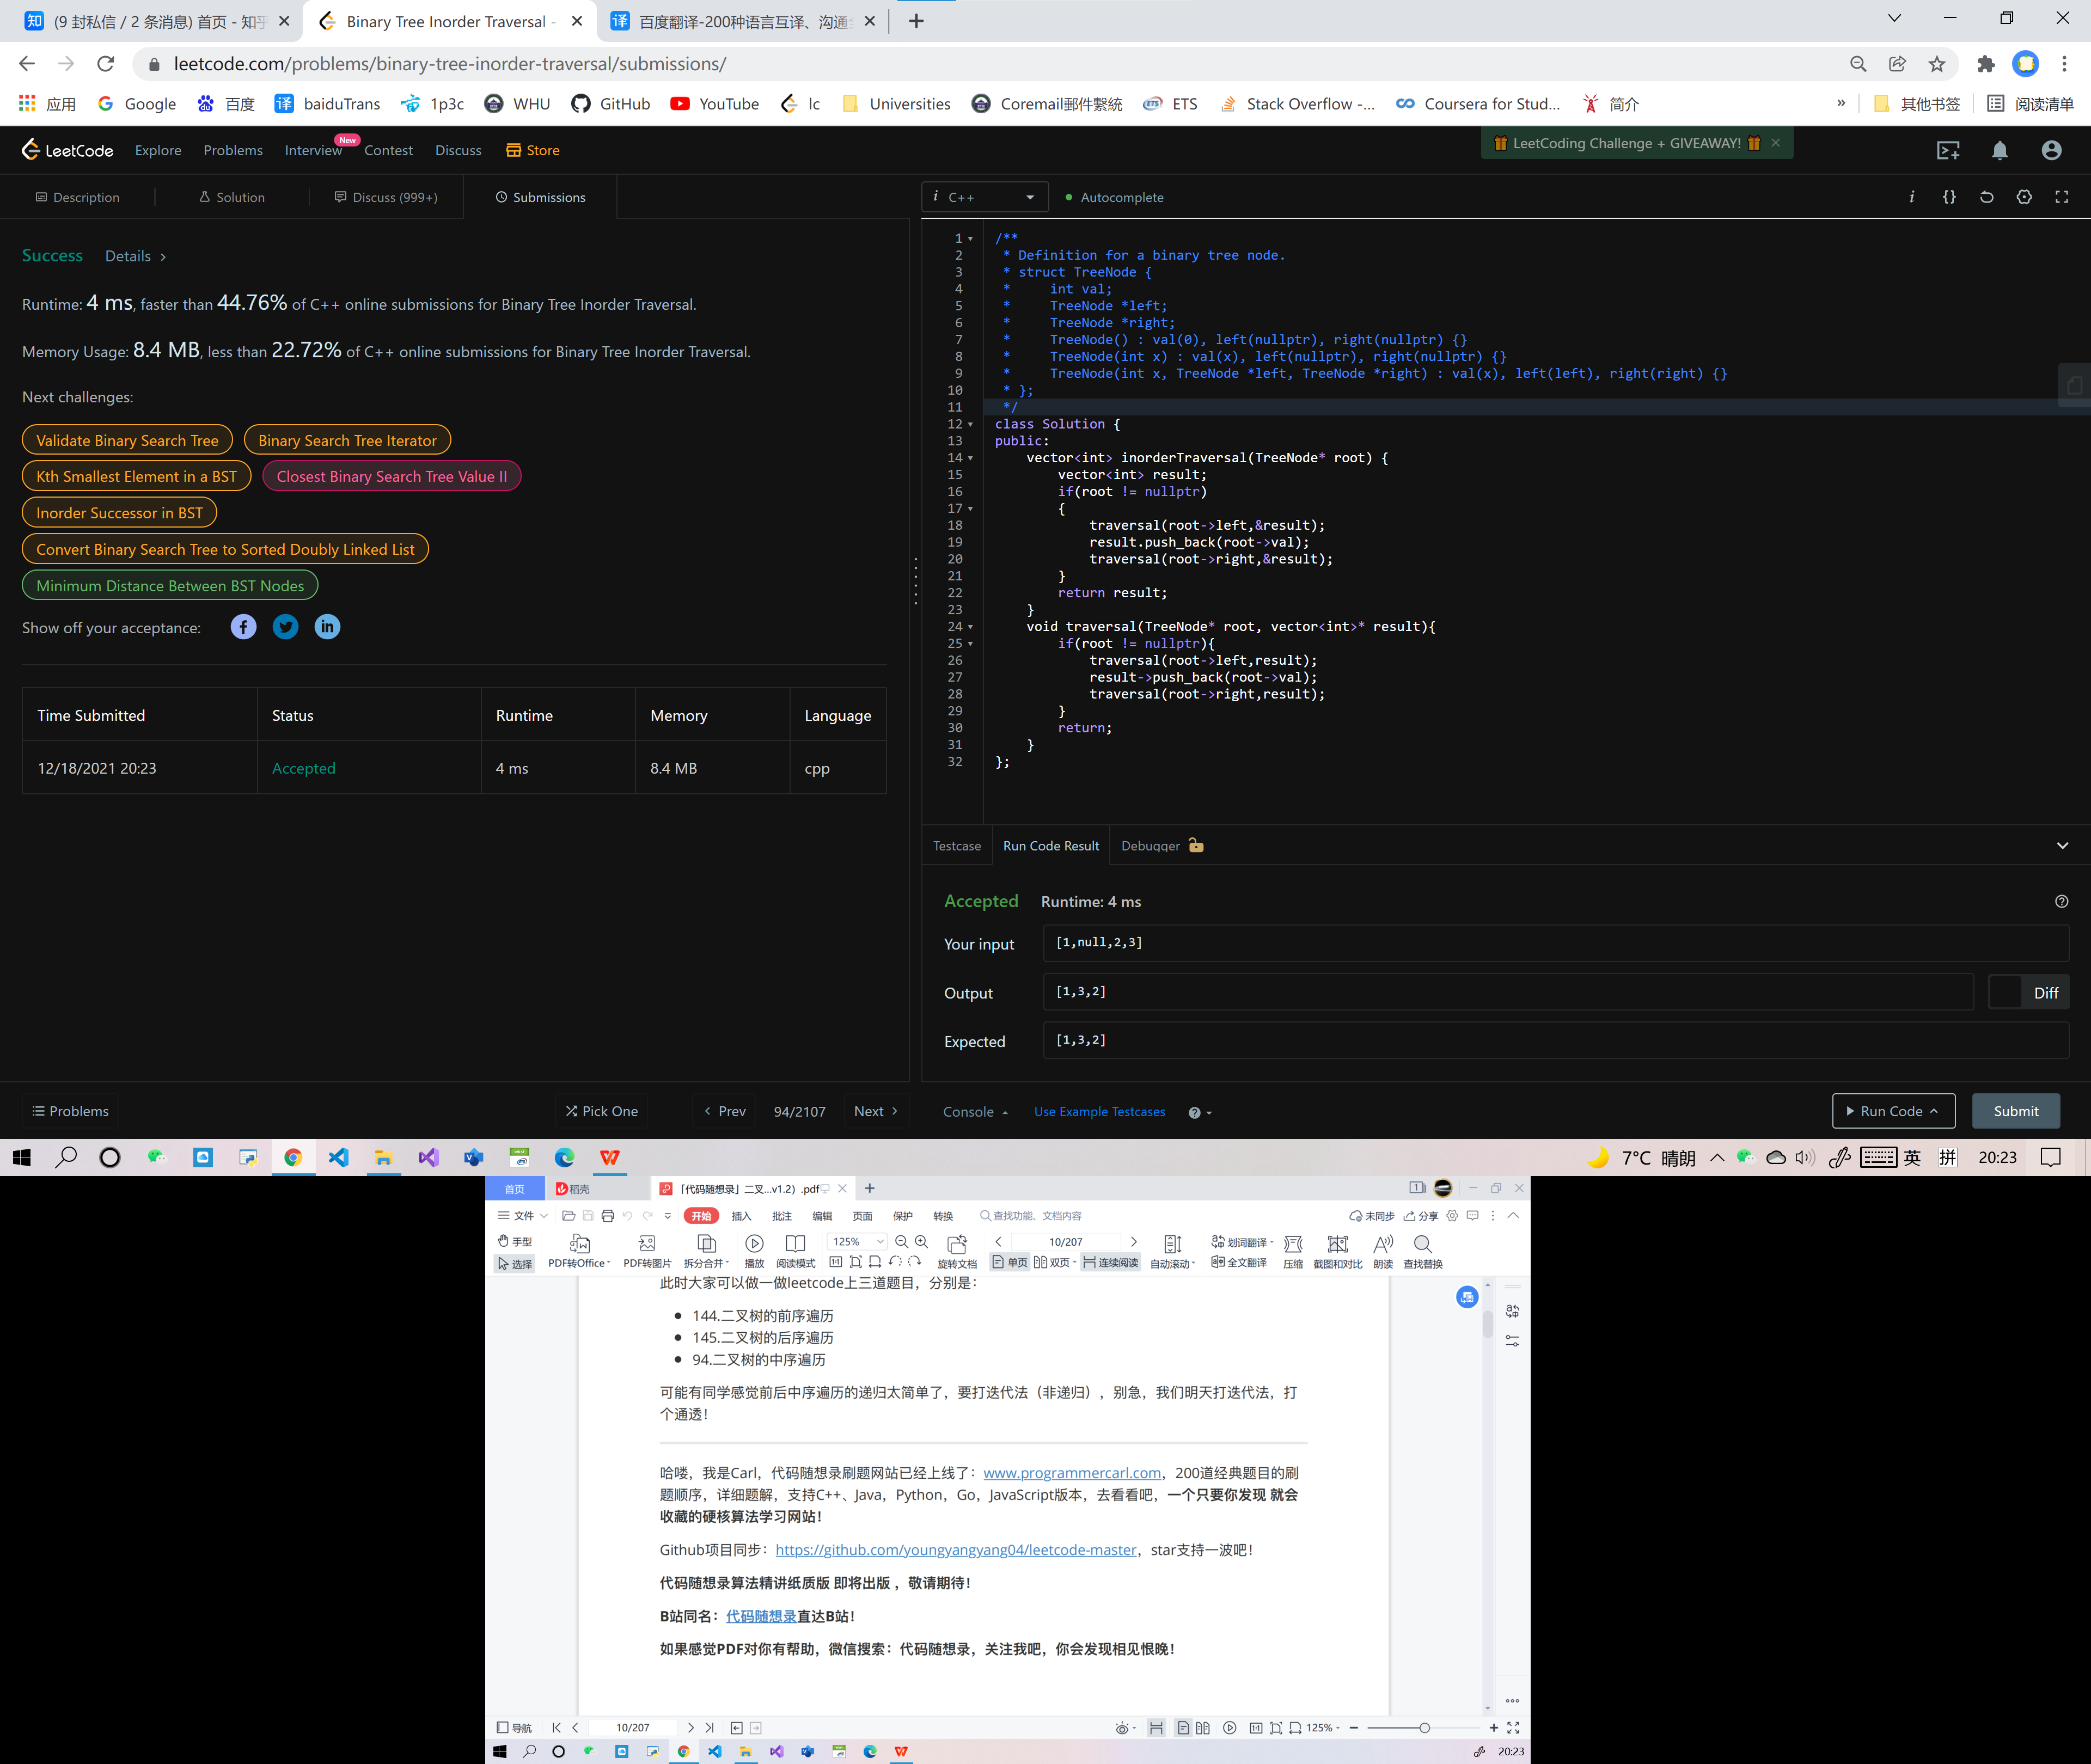 (9 封私信 / 2 条消息) 首页 - 知乎
Binary Tree Inorder Traversal -
百度翻译-200种语言互译、沟通
leetcode.com/problems/binary-tree-inorder-traversal/submissions/
应用 Google 百度 baiduTrans 1p3c WHU GitHub YouTube lc Universities Coremail郵件繫統 ETS Stack Overflow -... Coursera for Stud... 简介 » 其他书签 阅读清单
LeetCode Explore Problems Interview New Contest Discuss Store LeetCoding Challenge + GIVEAWAY!
Description Solution Discuss (999+) Submissions
Success Details >
Runtime: 4 ms, faster than 44.76% of C++ online submissions for Binary Tree Inorder Traversal.
Memory Usage: 8.4 MB, less than 22.72% of C++ online submissions for Binary Tree Inorder Traversal.
Next challenges:
Validate Binary Search Tree Binary Search Tree Iterator
Kth Smallest Element in a BST Closest Binary Search Tree Value II
Inorder Successor in BST
Convert Binary Search Tree to Sorted Doubly Linked List
Minimum Distance Between BST Nodes
Show off your acceptance:
Time Submitted Status Runtime Memory Language
12/18/2021 20:23 Accepted 4 ms 8.4 MB cpp
Problems Pick One Prev 94/2107 Next
i C++ Autocomplete i {}
1 /**
2 * Definition for a binary tree node.
3 * struct TreeNode {
4 * int val;
5 * TreeNode *left;
6 * TreeNode *right;
7 * TreeNode() : val(0), left(nullptr), right(nullptr) {}
8 * TreeNode(int x) : val(x), left(nullptr), right(nullptr) {}
9 * TreeNode(int x, TreeNode *left, TreeNode *right) : val(x), left(left), right(right) {}
10 * };
11 */
12 class Solution {
13 public:
14 vector<int> inorderTraversal(TreeNode* root) {
15 vector<int> result;
16 if(root != nullptr)
17 {
18 traversal(root->left,&result);
19 result.push_back(root->val);
20 traversal(root->right,&result);
21 }
22 return result;
23 }
24 void traversal(TreeNode* root, vector<int>* result){
25 if(root != nullptr){
26 traversal(root->left,result);
27 result->push_back(root->val);
28 traversal(root->right,result);
29 }
30 return;
31 }
32 };
Testcase Run Code Result Debugger
Accepted Runtime: 4 ms
Your input [1,null,2,3]
Output [1,3,2] Diff
Expected [1,3,2]
Console Use Example Testcases Run Code Submit
7°C 晴朗 英 拼 20:23
首页 稻壳 「代码随想录」二叉...v1.2）.pdf
文件 开始 插入 批注 编辑 页面 保护 转换 查找功能、文档内容 未同步 分享
手型 125% 10/207 划词翻译
选择 PDF转Office PDF转图片 拆分合并 播放 阅读模式 旋转文档 单页 双页 连续阅读 自动滚动 全文翻译 压缩 截图和对比 朗读 查找替换
此时大家可以做一做leetcode上三道题目，分别是：
144.二叉树的前序遍历
145.二叉树的后序遍历
94.二叉树的中序遍历
可能有同学感觉前后中序遍历的递归太简单了，要打迭代法（非递归），别急，我们明天打迭代法，打
个通透！
哈喽，我是Carl，代码随想录刷题网站已经上线了：www.programmercarl.com，200道经典题目的刷
题顺序，详细题解，支持C++、Java，Python，Go，JavaScript版本，去看看吧，一个只要你发现 就会
收藏的硬核算法学习网站！
Github项目同步：https://github.com/youngyangyang04/leetcode-master，star支持一波吧！
代码随想录算法精讲纸质版 即将出版 ，敬请期待！
B站同名：代码随想录直达B站！
如果感觉PDF对你有帮助，微信搜索：代码随想录，关注我吧，你会发现相见恨晚！
导航 10/207 125%
20:23